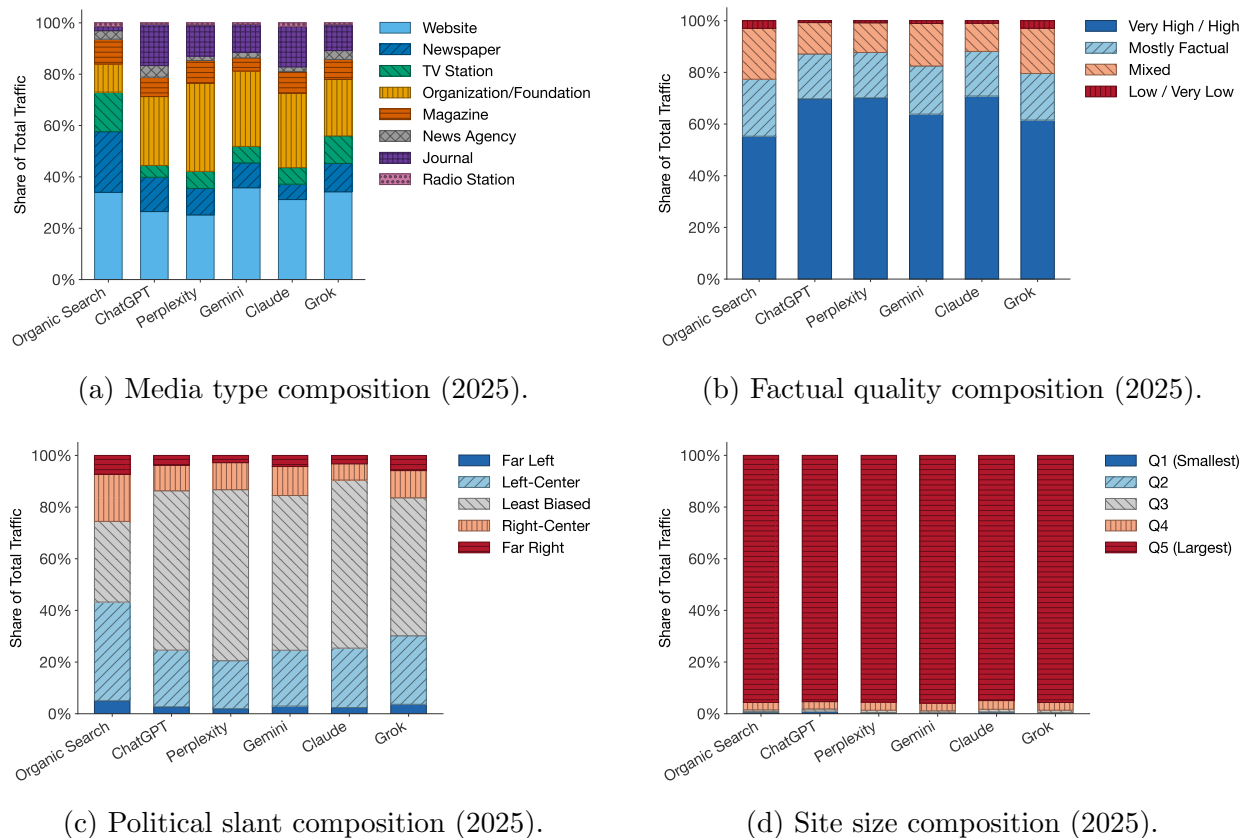 100%
80%
60%
40%
20%
0%
Share of Total Traffic
Organic Search
ChatGPT
Perplexity
Gemini
Claude
Grok
Website
Newspaper
TV Station
Organization/Foundation
Magazine
News Agency
Journal
Radio Station
(a) Media type composition (2025).
100%
80%
60%
40%
20%
0%
Share of Total Traffic
Organic Search
ChatGPT
Perplexity
Gemini
Claude
Grok
Very High / High
Mostly Factual
Mixed
Low / Very Low
(b) Factual quality composition (2025).
100%
80%
60%
40%
20%
0%
Share of Total Traffic
Organic Search
ChatGPT
Perplexity
Gemini
Claude
Grok
Far Left
Left-Center
Least Biased
Right-Center
Far Right
(c) Political slant composition (2025).
100%
80%
60%
40%
20%
0%
Share of Total Traffic
Organic Search
ChatGPT
Perplexity
Gemini
Claude
Grok
Q1 (Smallest)
Q2
Q3
Q4
Q5 (Largest)
(d) Site size composition (2025).